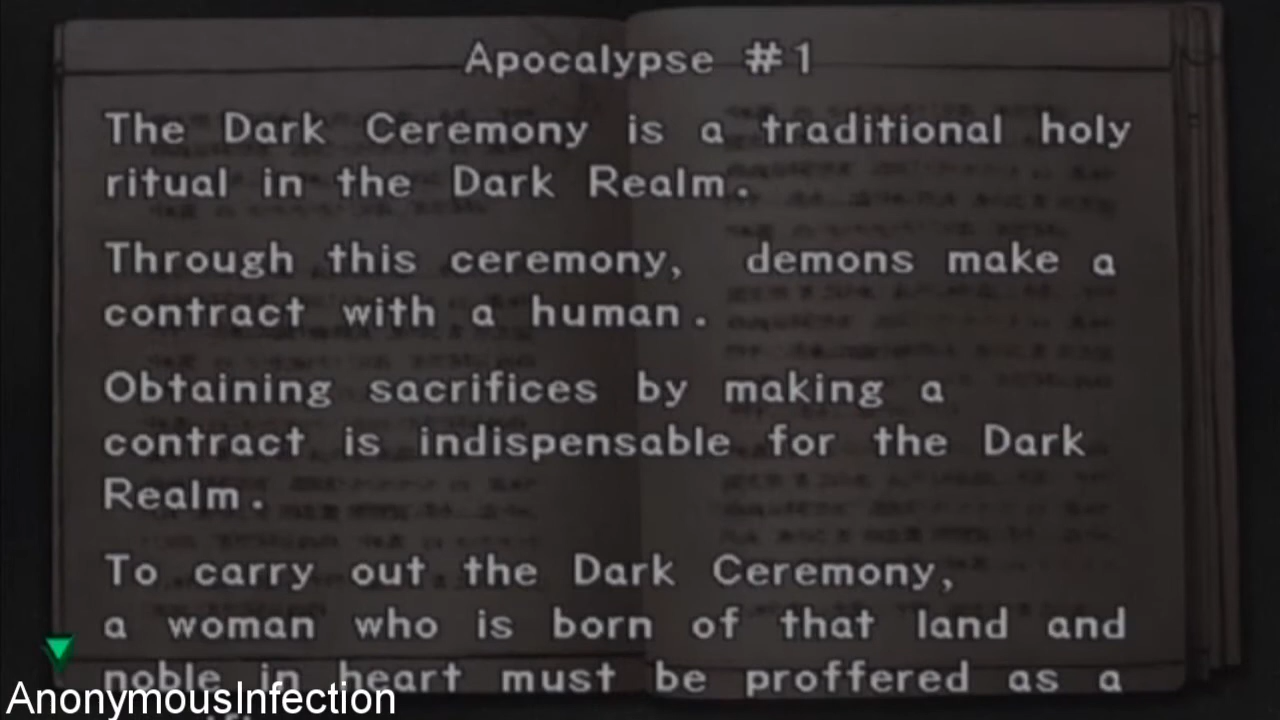 Apocalypse #1
The Dark Ceremony is a traditional holy
ritual in the Dark Realm.
Through this ceremony, demons make a
contract with a human.
Obtaining sacrifices by making a
contract is indispensable for the Dark
Realm.
To carry out the Dark Ceremony,
a woman who is born of that land and
noble in heart must be proffered as a
AnonymousInfection